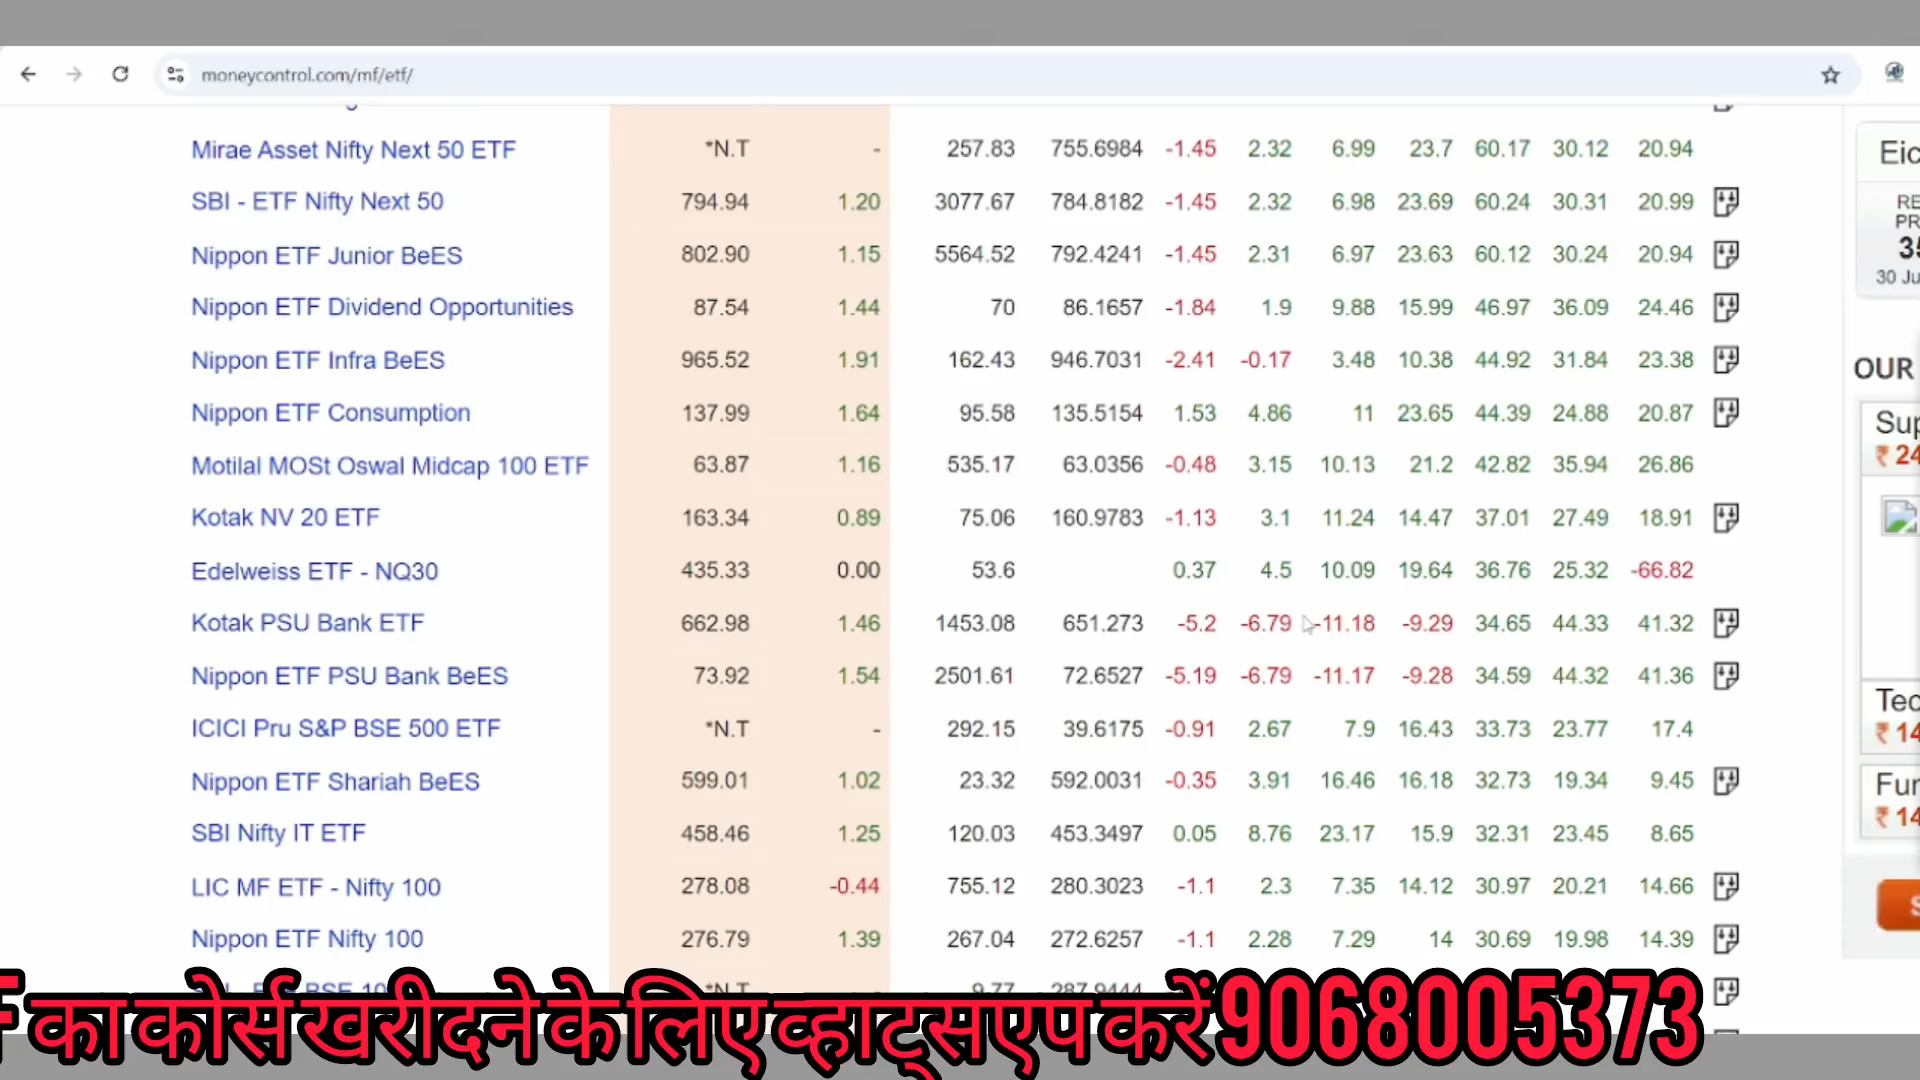 moneycontrol.com/mf/etf/
Mirae Asset Nifty Next 50 ETF *N.T - 257.83 755.6984 -1.45 2.32 6.99 23.7 60.17 30.12 20.94
SBI - ETF Nifty Next 50 794.94 1.20 3077.67 784.8182 -1.45 2.32 6.98 23.69 60.24 30.31 20.99
Nippon ETF Junior BeES 802.90 1.15 5564.52 792.4241 -1.45 2.31 6.97 23.63 60.12 30.24 20.94
Nippon ETF Dividend Opportunities 87.54 1.44 70 86.1657 -1.84 1.9 9.88 15.99 46.97 36.09 24.46
Nippon ETF Infra BeES 965.52 1.91 162.43 946.7031 -2.41 -0.17 3.48 10.38 44.92 31.84 23.38
Nippon ETF Consumption 137.99 1.64 95.58 135.5154 1.53 4.86 11 23.65 44.39 24.88 20.87
Motilal MOSt Oswal Midcap 100 ETF 63.87 1.16 535.17 63.0356 -0.48 3.15 10.13 21.2 42.82 35.94 26.86
Kotak NV 20 ETF 163.34 0.89 75.06 160.9783 -1.13 3.1 11.24 14.47 37.01 27.49 18.91
Edelweiss ETF - NQ30 435.33 0.00 53.6 0.37 4.5 10.09 19.64 36.76 25.32 -66.82
Kotak PSU Bank ETF 662.98 1.46 1453.08 651.273 -5.2 -6.79 -11.18 -9.29 34.65 44.33 41.32
Nippon ETF PSU Bank BeES 73.92 1.54 2501.61 72.6527 -5.19 -6.79 -11.17 -9.28 34.59 44.32 41.36
ICICI Pru S&P BSE 500 ETF *N.T - 292.15 39.6175 -0.91 2.67 7.9 16.43 33.73 23.77 17.4
Nippon ETF Shariah BeES 599.01 1.02 23.32 592.0031 -0.35 3.91 16.46 16.18 32.73 19.34 9.45
SBI Nifty IT ETF 458.46 1.25 120.03 453.3497 0.05 8.76 23.17 15.9 32.31 23.45 8.65
LIC MF ETF - Nifty 100 278.08 -0.44 755.12 280.3023 -1.1 2.3 7.35 14.12 30.97 20.21 14.66
Nippon ETF Nifty 100 276.79 1.39 267.04 272.6257 -1.1 2.28 7.29 14 30.69 19.98 14.39
का कोर्स खरीदने के लिए व्हाट्सएप करें 9068005373
OUR
30
₹ 24
₹ 14
₹ 14